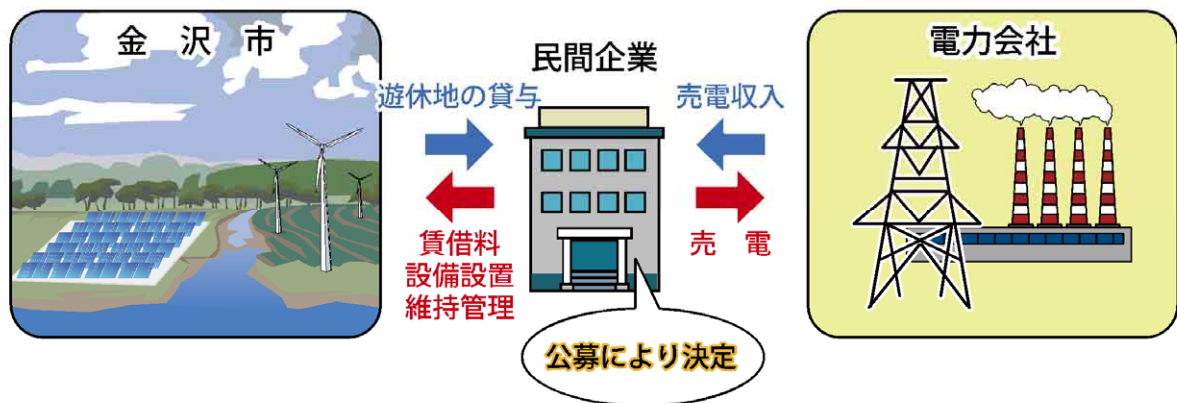 金沢市
遊休地の貸与
賃借料
設備設置
維持管理
民間企業
公募により決定
売電収入
売電
電力会社